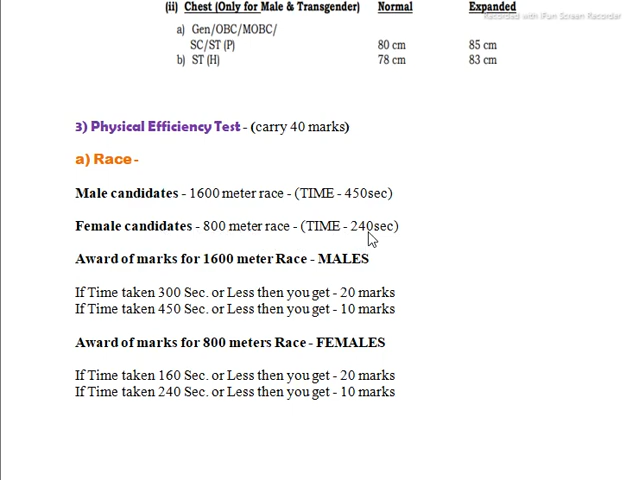 (ii) Chest (Only for Male & Transgender) Normal Expanded
Recorded with iFun Screen Recorder
a) Gen/OBC/MOBC/
SC/ST (P) 80 cm 85 cm
b) ST (H) 78 cm 83 cm
3) Physical Efficiency Test - (carry 40 marks)
a) Race -
Male candidates - 1600 meter race - (TIME - 450sec)
Female candidates - 800 meter race - (TIME - 240sec)
Award of marks for 1600 meter Race - MALES
If Time taken 300 Sec. or Less then you get - 20 marks
If Time taken 450 Sec. or Less then you get - 10 marks
Award of marks for 800 meters Race - FEMALES
If Time taken 160 Sec. or Less then you get - 20 marks
If Time taken 240 Sec. or Less then you get - 10 marks